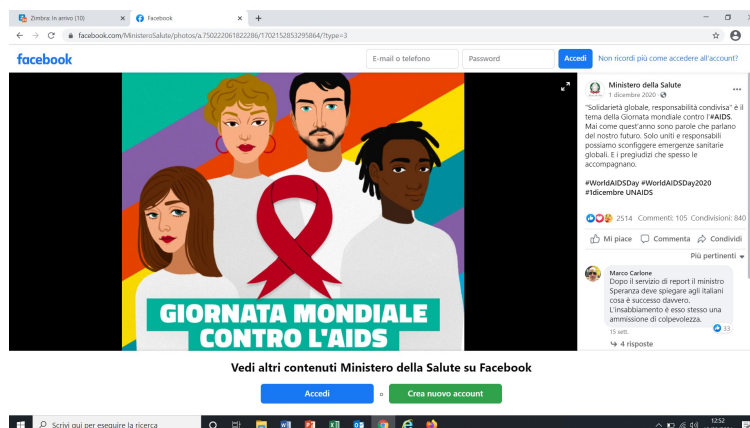 Zimbra: In arrivo (10)
Facebook
facebook.com/MinisteroSalute/photos/a.750222061822286/1702152853295864/?type=3
facebook
E-mail o telefono
Password
Accedi
Non ricordi più come accedere all'account?
Ministero della Salute
1 dicembre 2020
"Solidarietà globale, responsabilità condivisa" è il
tema della Giornata mondiale contro l'#AIDS.
Mai come quest'anno sono parole che parlano
del nostro futuro. Solo uniti e responsabili
possiamo sconfiggere emergenze sanitarie
globali. E i pregiudizi che spesso le
accompagnano.
#WorldAIDSDay #WorldAIDSDay2020
#1dicembre UNAIDS
2514 Commenti: 105 Condivisioni: 840
Mi piace Commenta Condividi
Più pertinenti
Marco Carlone
Dopo il servizio di report il ministro
Speranza deve spiegare agli italiani
cosa è successo davvero.
L'insabbiamento è esso stesso una
ammissione di colpevolezza.
33
15 sett.
4 risposte
GIORNATA MONDIALE
CONTRO L'AIDS
Vedi altri contenuti Ministero della Salute su Facebook
Accedi
o
Crea nuovo account
Scrivi qui per eseguire la ricerca
12:52